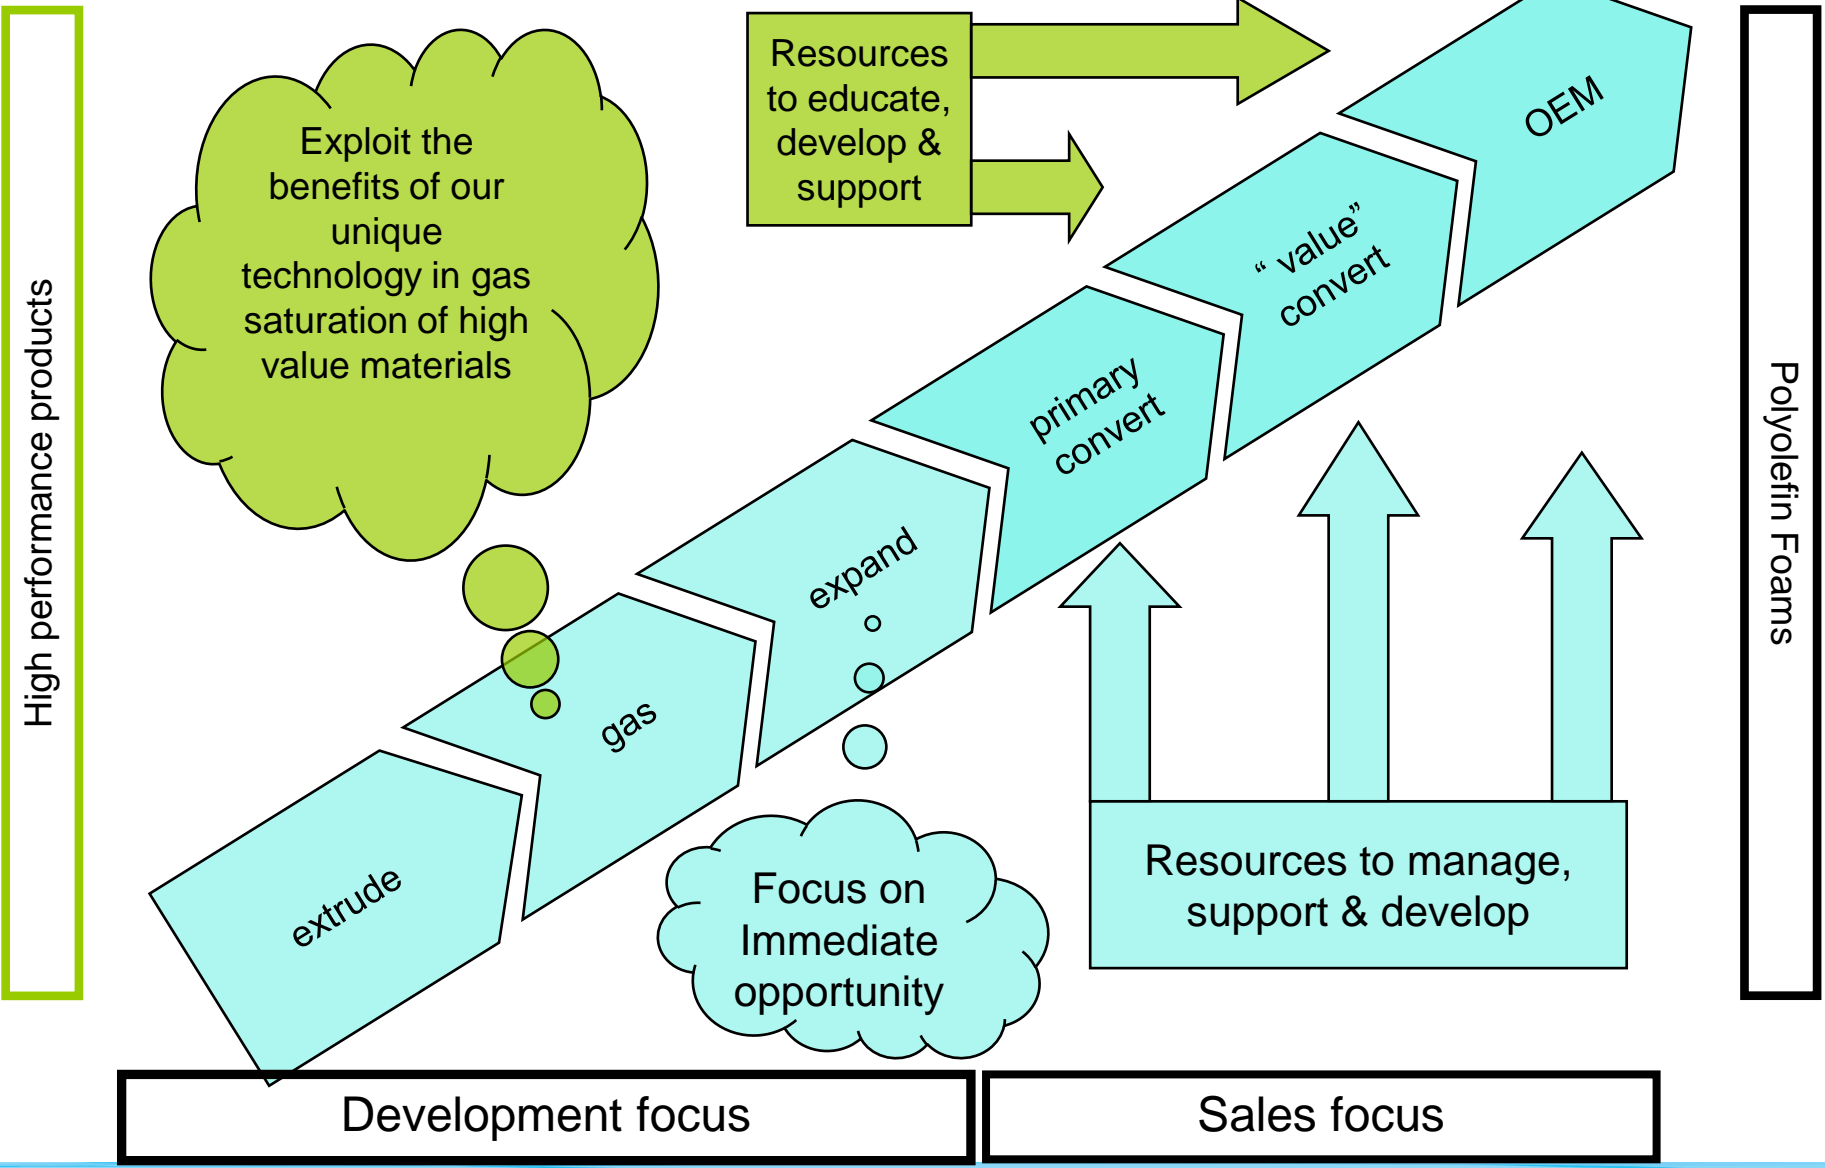 High performance products
Exploit the
benefits of our
unique
technology in gas
saturation of high
value materials
Resources
to educate,
develop &
support
OEM
“ value”
convert
primary
convert
expand
gas
extrude
Focus on
Immediate
opportunity
Resources to manage,
support & develop
Polyolefin Foams
Development focus
Sales focus